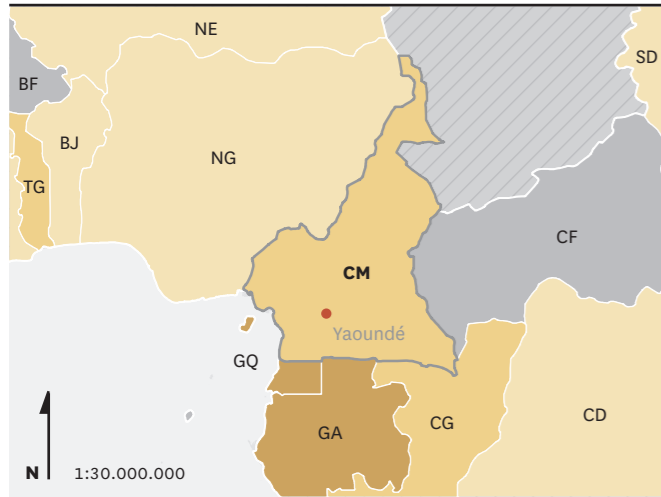 NE
SD
BF
BJ
NG
TG
CF
CM
Yaoundé
GQ
CD
CG
GA
N 1:30.000.000